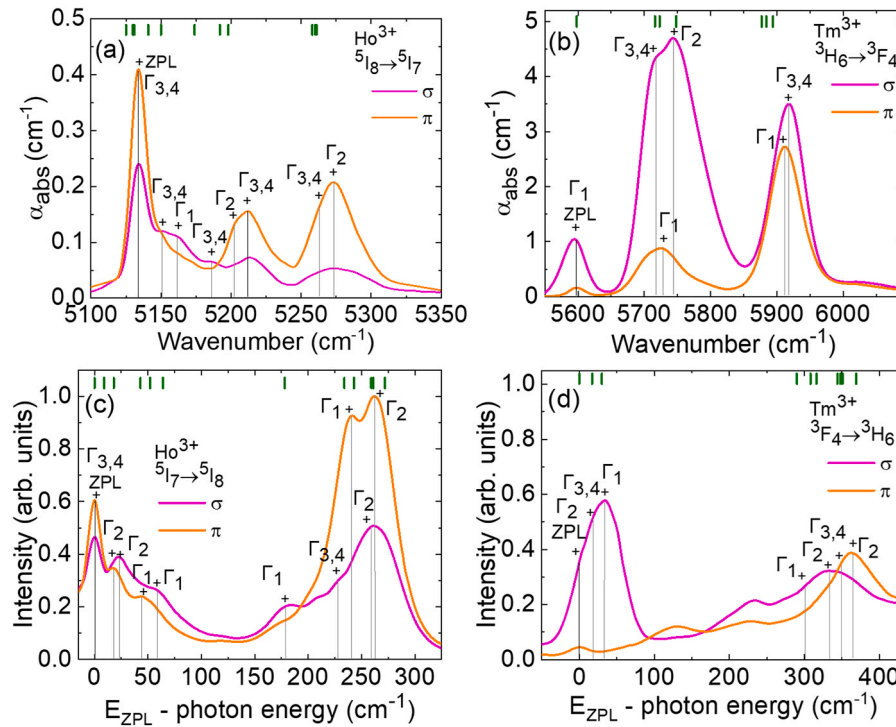 (a)
Ho³⁺
⁵I₈→⁵I₇
σ
π
ZPL
Γ₃,₄
Γ₃,₄
Γ₁
Γ₃,₄
Γ₂
Γ₃,₄
Γ₃,₄
Γ₂
0.5
0.4
0.3
0.2
0.1
0.0
α_abs (cm⁻¹)
5100 5150 5200 5250 5300 5350
Wavenumber (cm⁻¹)
(b)
Tm³⁺
³H₆→³F₄
σ
π
Γ₁
ZPL
Γ₃,₄
Γ₂
Γ₁
Γ₃,₄
Γ₁
5
4
3
2
1
0
α_abs (cm⁻¹)
5600 5700 5800 5900 6000
Wavenumber (cm⁻¹)
(c)
Ho³⁺
⁵I₇→⁵I₈
σ
π
Γ₃,₄
ZPL
Γ₂
Γ₂
Γ₁
Γ₁
Γ₁
Γ₃,₄
Γ₂
Γ₁
Γ₂
1.0
0.8
0.6
0.4
0.2
0.0
Intensity (arb. units)
0 50 100 150 200 250 300
E_ZPL - photon energy (cm⁻¹)
(d)
Tm³⁺
³F₄→³H₆
σ
π
Γ₁
Γ₃,₄
Γ₂
ZPL
Γ₁
Γ₂
Γ₃,₄
Γ₂
1.0
0.8
0.6
0.4
0.2
0.0
Intensity (arb. units)
0 100 200 300 400
E_ZPL - photon energy (cm⁻¹)